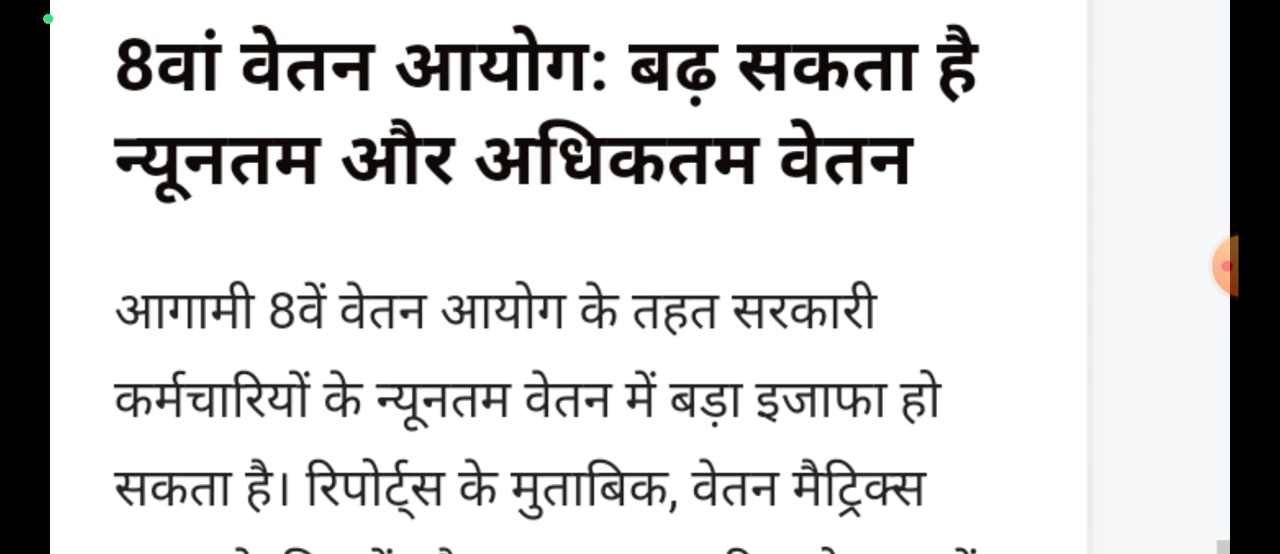 8वां वेतन आयोग: बढ़ सकता है
न्यूनतम और अधिकतम वेतन
आगामी 8वें वेतन आयोग के तहत सरकारी
कर्मचारियों के न्यूनतम वेतन में बड़ा इजाफा हो
सकता है। रिपोर्ट्स के मुताबिक, वेतन मैट्रिक्स